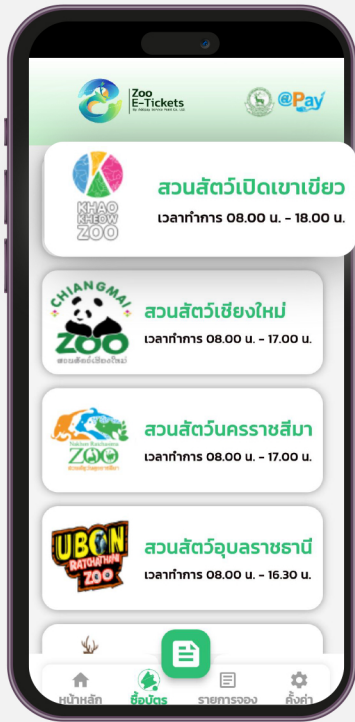 Zoo
E-Tickets
@Pay
KHAO
KHEOW
ZOO
สวนสัตว์เปิดเขาเขียว
เวลาทำการ 08.00 น. - 18.00 น.
CHIANGMAI
ZOO
สวนสัตว์เชียงใหม่
สวนสัตว์เชียงใหม่
เวลาทำการ 08.00 น. - 17.00 น.
Nakhon Ratchasima
ZOO
สวนสัตว์นครราชสีมา
เวลาทำการ 08.00 น. - 17.00 น.
UBON
RATCHATHANI
ZOO
สวนสัตว์อุบลราชธานี
เวลาทำการ 08.00 น. - 16.30 น.
หน้าหลัก
ซื้อบัตร
รายการจอง
ตั้งค่า